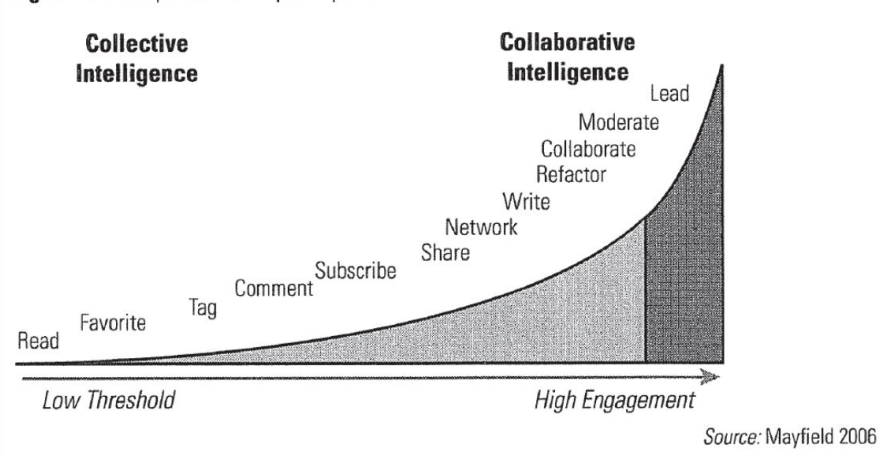 Collective
Intelligence
Collaborative
Intelligence
Lead
Moderate
Collaborate
Refactor
Write
Network
Share
Subscribe
Comment
Tag
Favorite
Read
Low Threshold
High Engagement
Source: Mayfield 2006